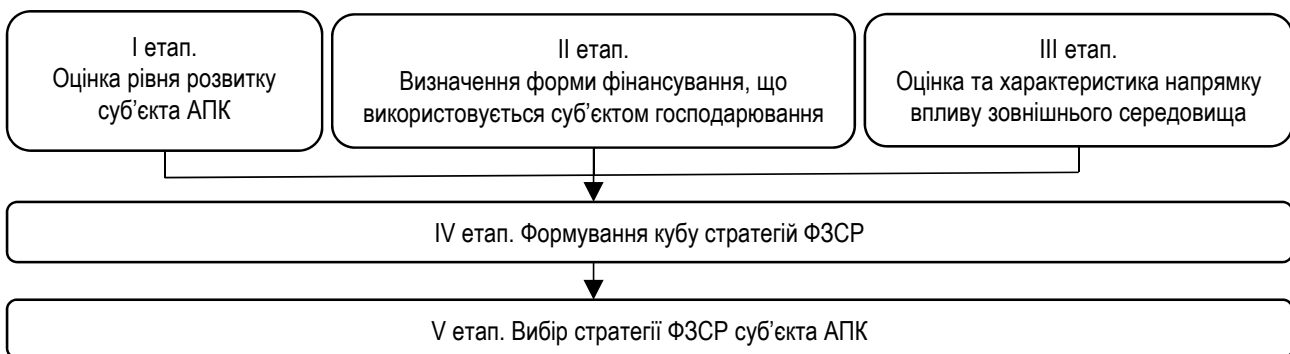 І етап.
Оцінка рівня розвитку
суб’єкта АПК
ІІ етап.
Визначення форми фінансування, що
використовується суб’єктом господарювання
ІІІ етап.
Оцінка та характеристика напрямку
впливу зовнішнього середовища
IV етап. Формування кубу стратегій ФЗСР
V етап. Вибір стратегії ФЗСР суб’єкта АПК